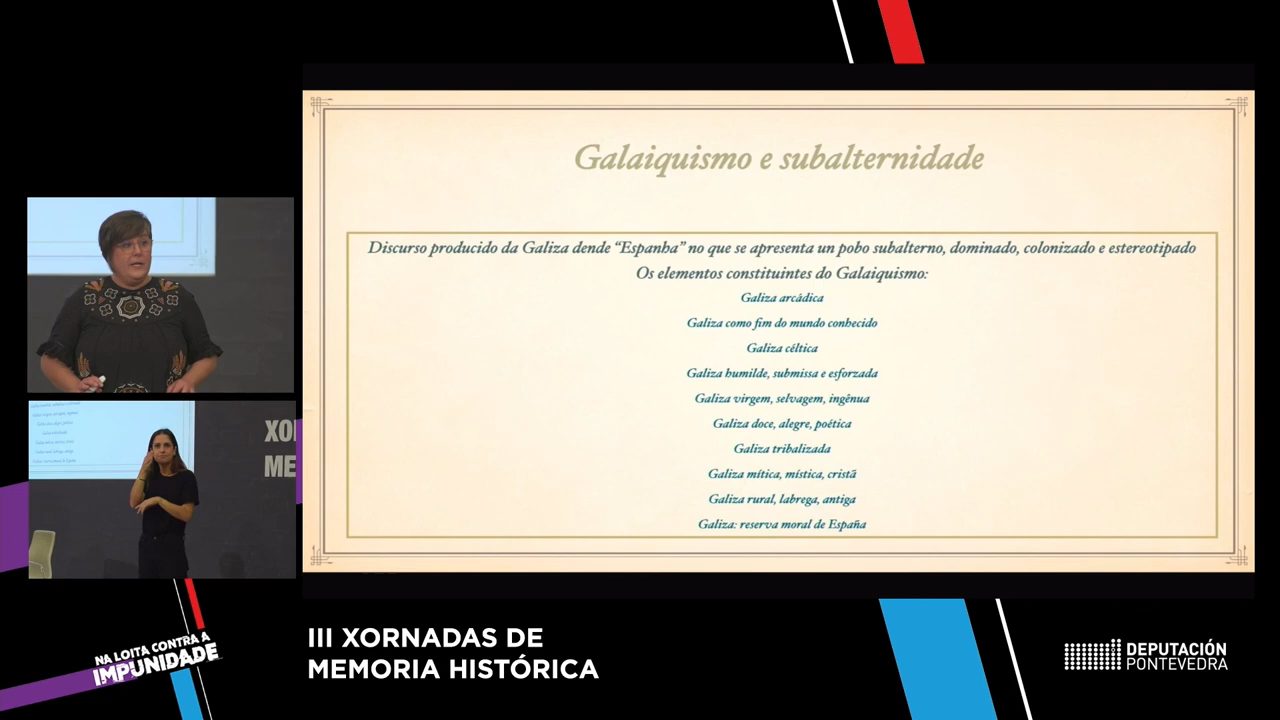 Galaiquismo e subalternidade
Discurso producido da Galiza dende “Espanha” no que se apresenta un pobo subalterno, dominado, colonizado e estereotipado
Os elementos constituintes do Galaiquismo:
Galiza arcádica
Galiza como fim do mundo conhecido
Galiza céltica
Galiza humilde, submissa e esforzada
Galiza virgem, selvagem, ingênua
Galiza doce, alegre, poética
Galiza tribalizada
Galiza mítica, mística, cristã
Galiza rural, labrega, antiga
Galiza: reserva moral de España
XO
ME
NA LOITA CONTRA A
IMPUNIDADE
III XORNADAS DE
MEMORIA HISTÓRICA
DEPUTACIÓN
PONTEVEDRA